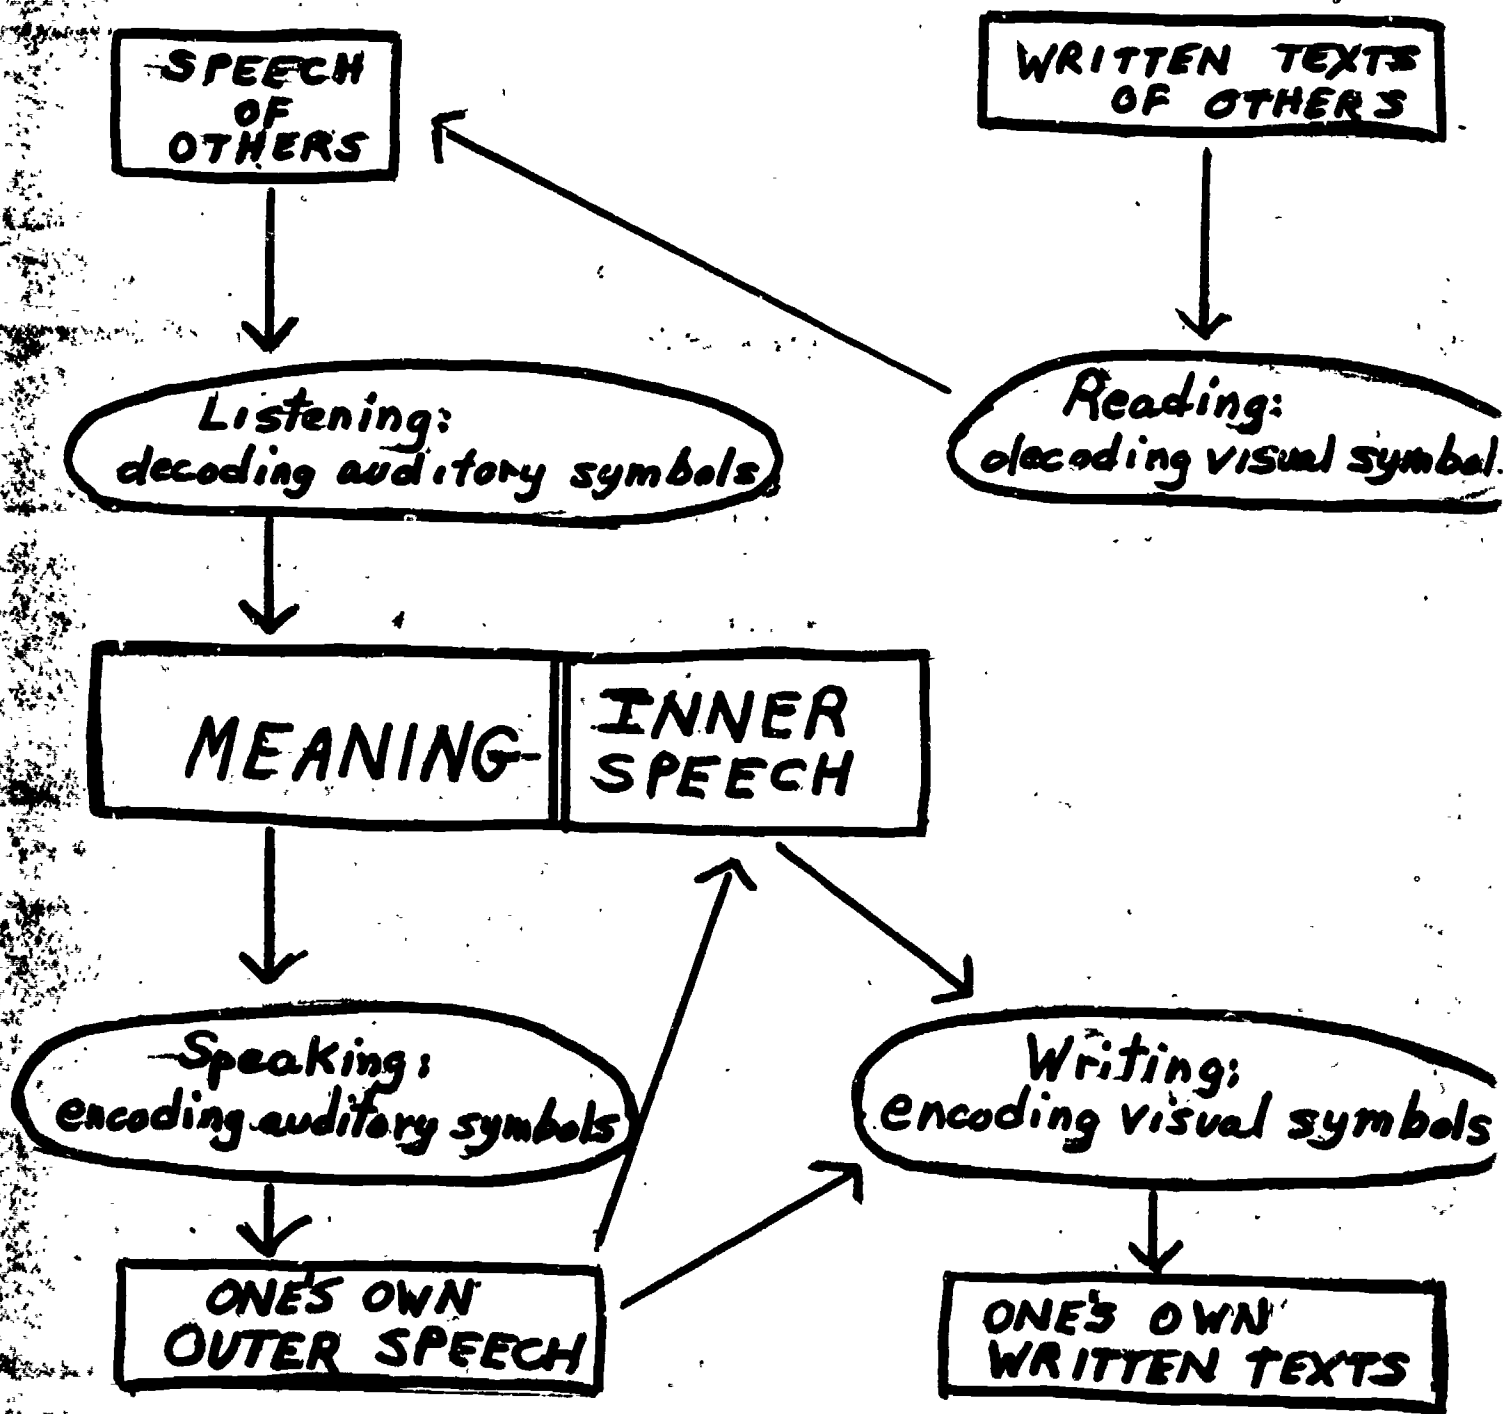 SPEECH
OF
OTHERS
WRITTEN TEXTS
OF OTHERS
Listening:
decoding auditory symbols
Reading:
decoding visual symbol
MEANING-
INNER
SPEECH
Speaking:
encoding auditory symbols
Writing:
encoding visual symbols
ONE'S OWN
OUTER SPEECH
ONE'S OWN
WRITTEN TEXTS